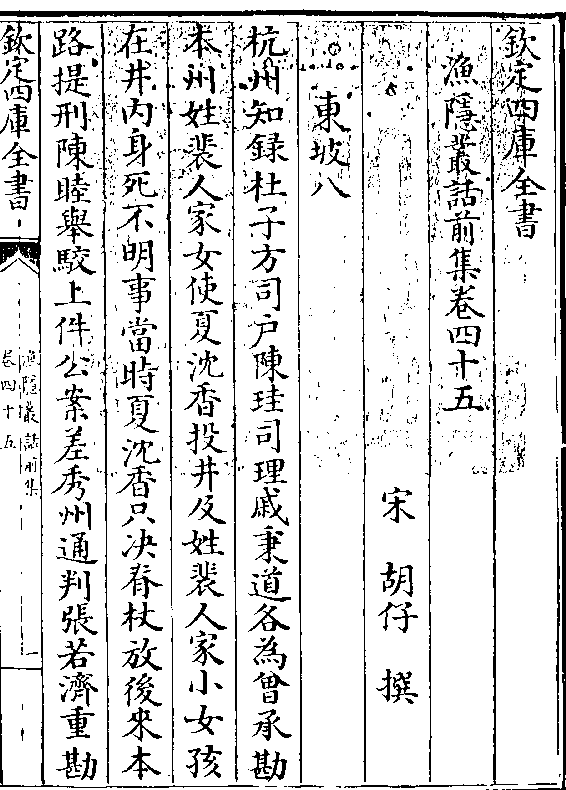 欽定四庫全書
漁隱叢話前集卷四十五
宋 胡仔 撰
東坡八
杭州知録杜子方司户陳珪司理戚秉道各為曾承勘
本州姓裴人家女使夏沈香投井及姓裴人家小女孩
在井内身死不明事當時夏沈香只决脊杖放後來本
路提刑陳睦舉駮上件公案差秀州通判張若濟重勘
欽定四庫全書
漁隱叢話前集
卷四十五
一